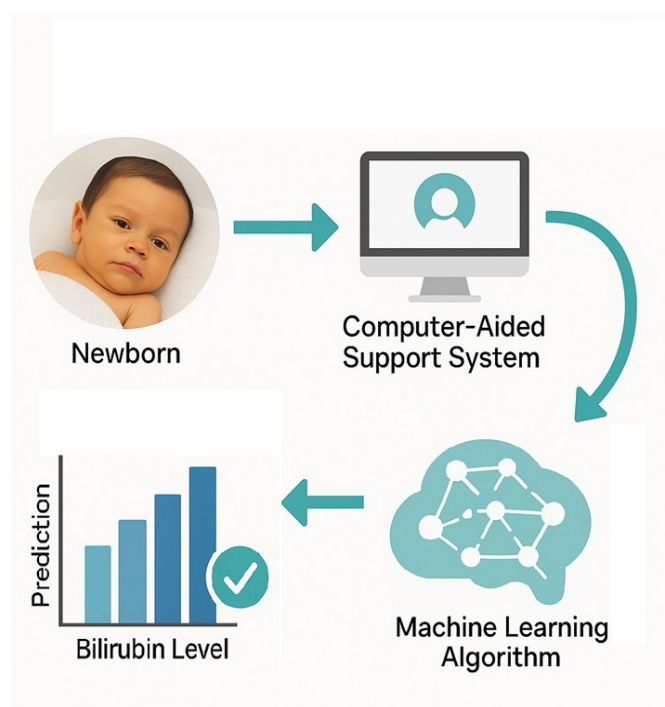 Newborn
Computer-Aided
Support System
Machine Learning
Algorithm
Prediction
Bilirubin Level